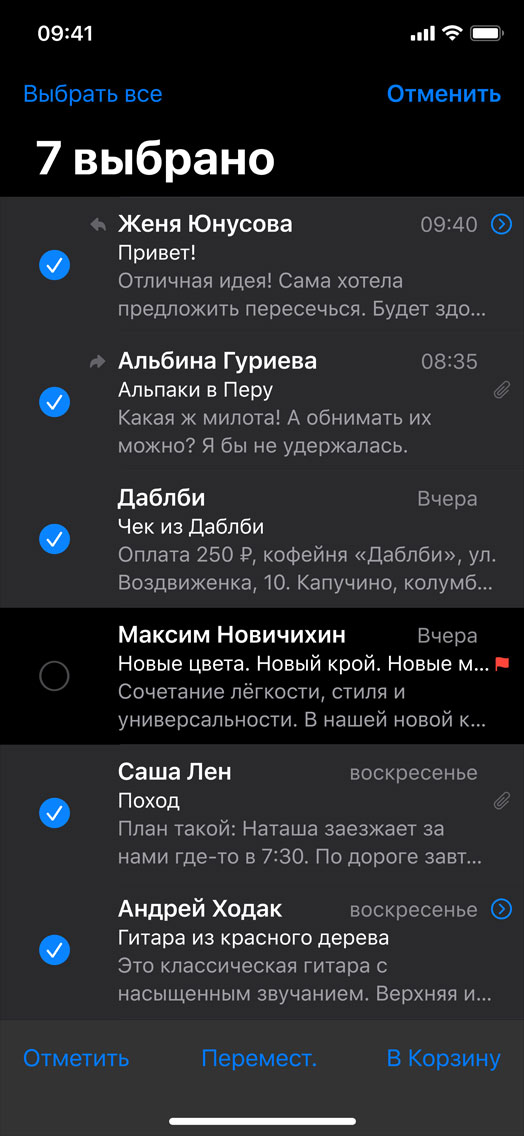 09:41
Выбрать все
Отменить
7 выбрано
Женя Юнусова 09:40
Привет!
Отличная идея! Сама хотела
предложить пересечься. Будет здо...
Альбина Гуриева 08:35
Альпаки в Перу
Какая ж милота! А обнимать их
можно? Я бы не удержалась.
Даблби Вчера
Чек из Даблби
Оплата 250 ₽, кофейня «Даблби», ул.
Воздвиженка, 10. Капучино, колумб...
Максим Новичихин Вчера
Новые цвета. Новый крой. Новые м...
Сочетание лёгкости, стиля и
универсальности. В нашей новой к...
Саша Лен воскресенье
Поход
План такой: Наташа заезжает за
нами где-то в 7:30. По дороге завт...
Андрей Ходак воскресенье
Гитара из красного дерева
Это классическая гитара с
насыщенным звучанием. Верхняя и...
Отметить
Перемест.
В Корзину